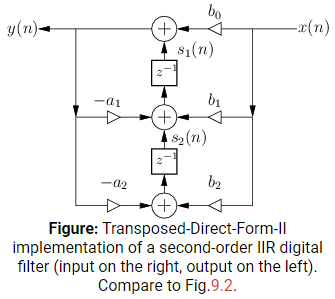 y(n) b₀ x(n)
s₁(n)
z⁻¹
−a₁ b₁
s₂(n)
z⁻¹
−a₂ b₂
Figure: Transposed-Direct-Form-II
implementation of a second-order IIR digital
filter (input on the right, output on the left).
Compare to Fig.9.2.